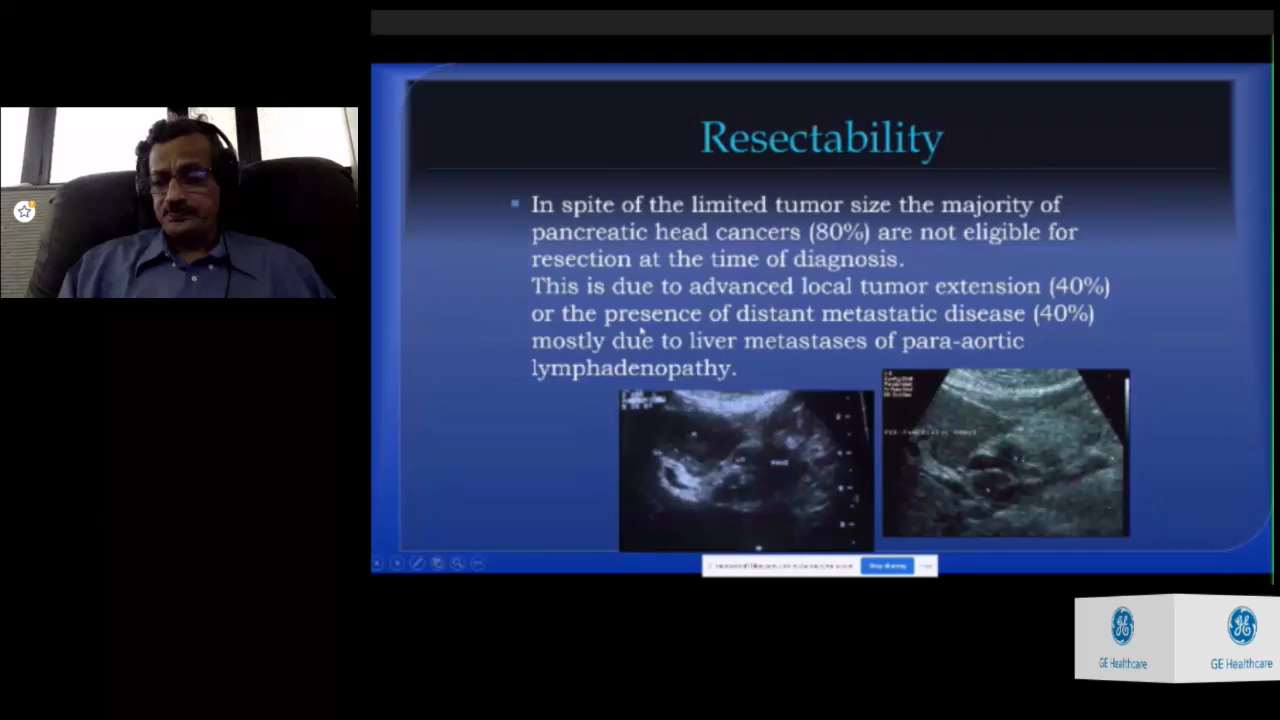 Resectability
In spite of the limited tumor size the majority of
pancreatic head cancers (80%) are not eligible for
resection at the time of diagnosis.
This is due to advanced local tumor extension (40%)
or the presence of distant metastatic disease (40%)
mostly due to liver metastases of para-aortic
lymphadenopathy.
Stop sharing
GE Healthcare
GE Healthcare